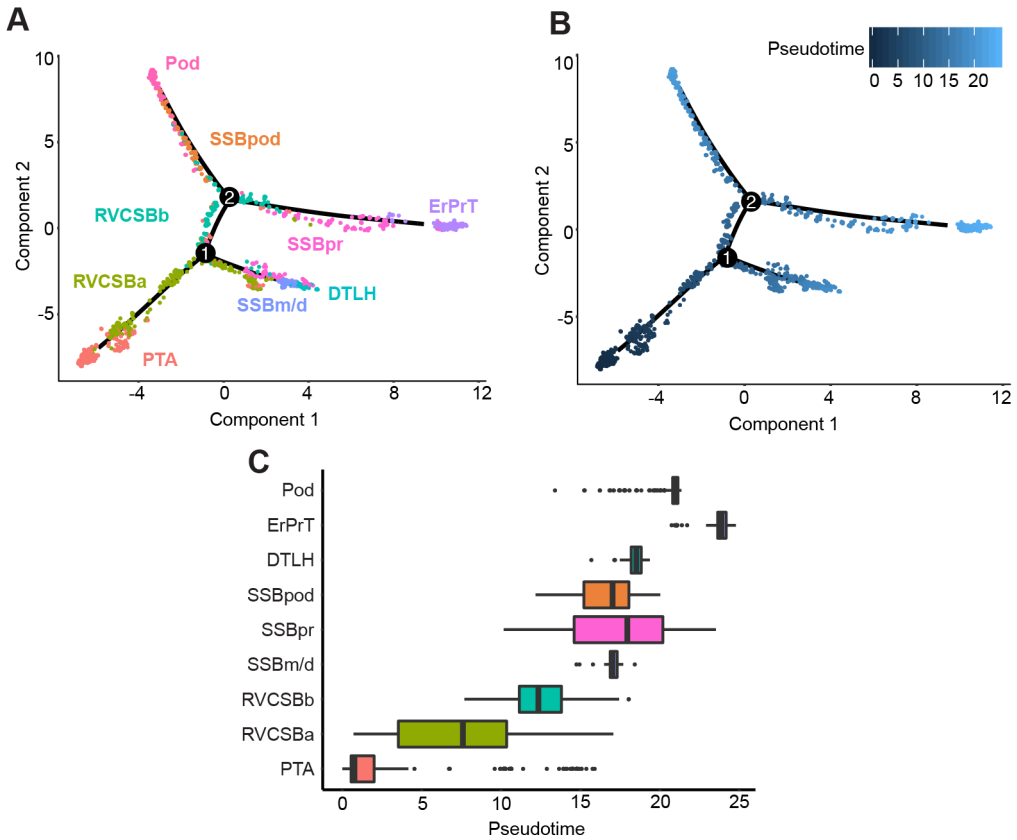 A
B
Pseudotime
0 5 10 15 20
10
5
0
-5
Component 2
Pod
SSBpod
2
RVCSBb
ErPrT
SSBpr
1
RVCSBa
SSBm/d
DTLH
PTA
-4 0 4 8 12
Component 1
10
5
0
-5
Component 2
2
1
-4 0 4 8 12
Component 1
C
Pod
ErPrT
DTLH
SSBpod
SSBpr
SSBm/d
RVCSBb
RVCSBa
PTA
0 5 10 15 20 25
Pseudotime